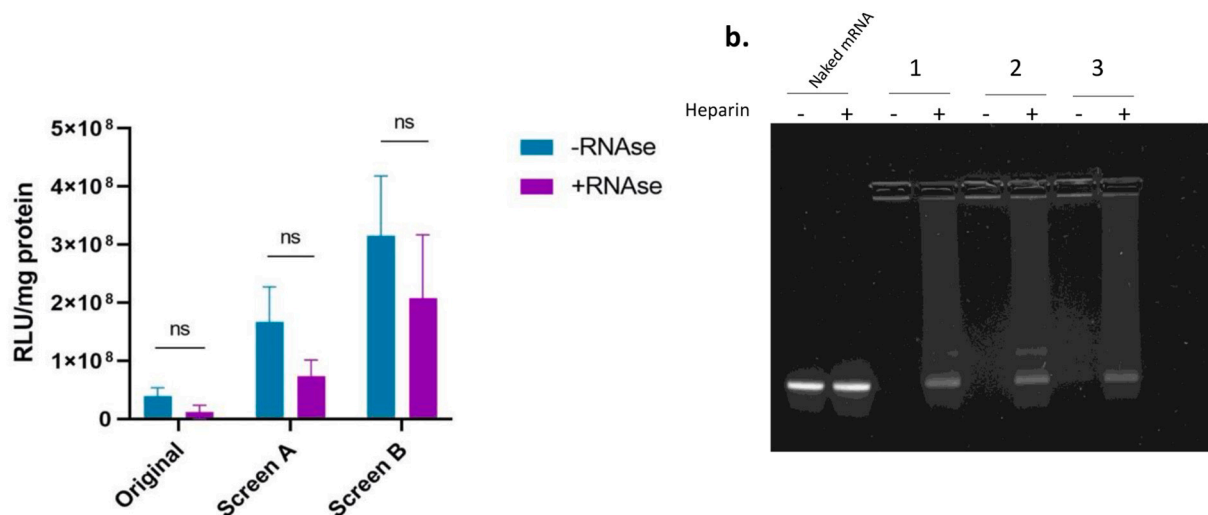 5×10⁸
4×10⁸
3×10⁸
2×10⁸
1×10⁸
0
RLU/mg protein
ns
ns
ns
Original
Screen A
Screen B
-RNAse
+RNAse
b.
Naked mRNA
1 2 3
Heparin - + - + - + - +